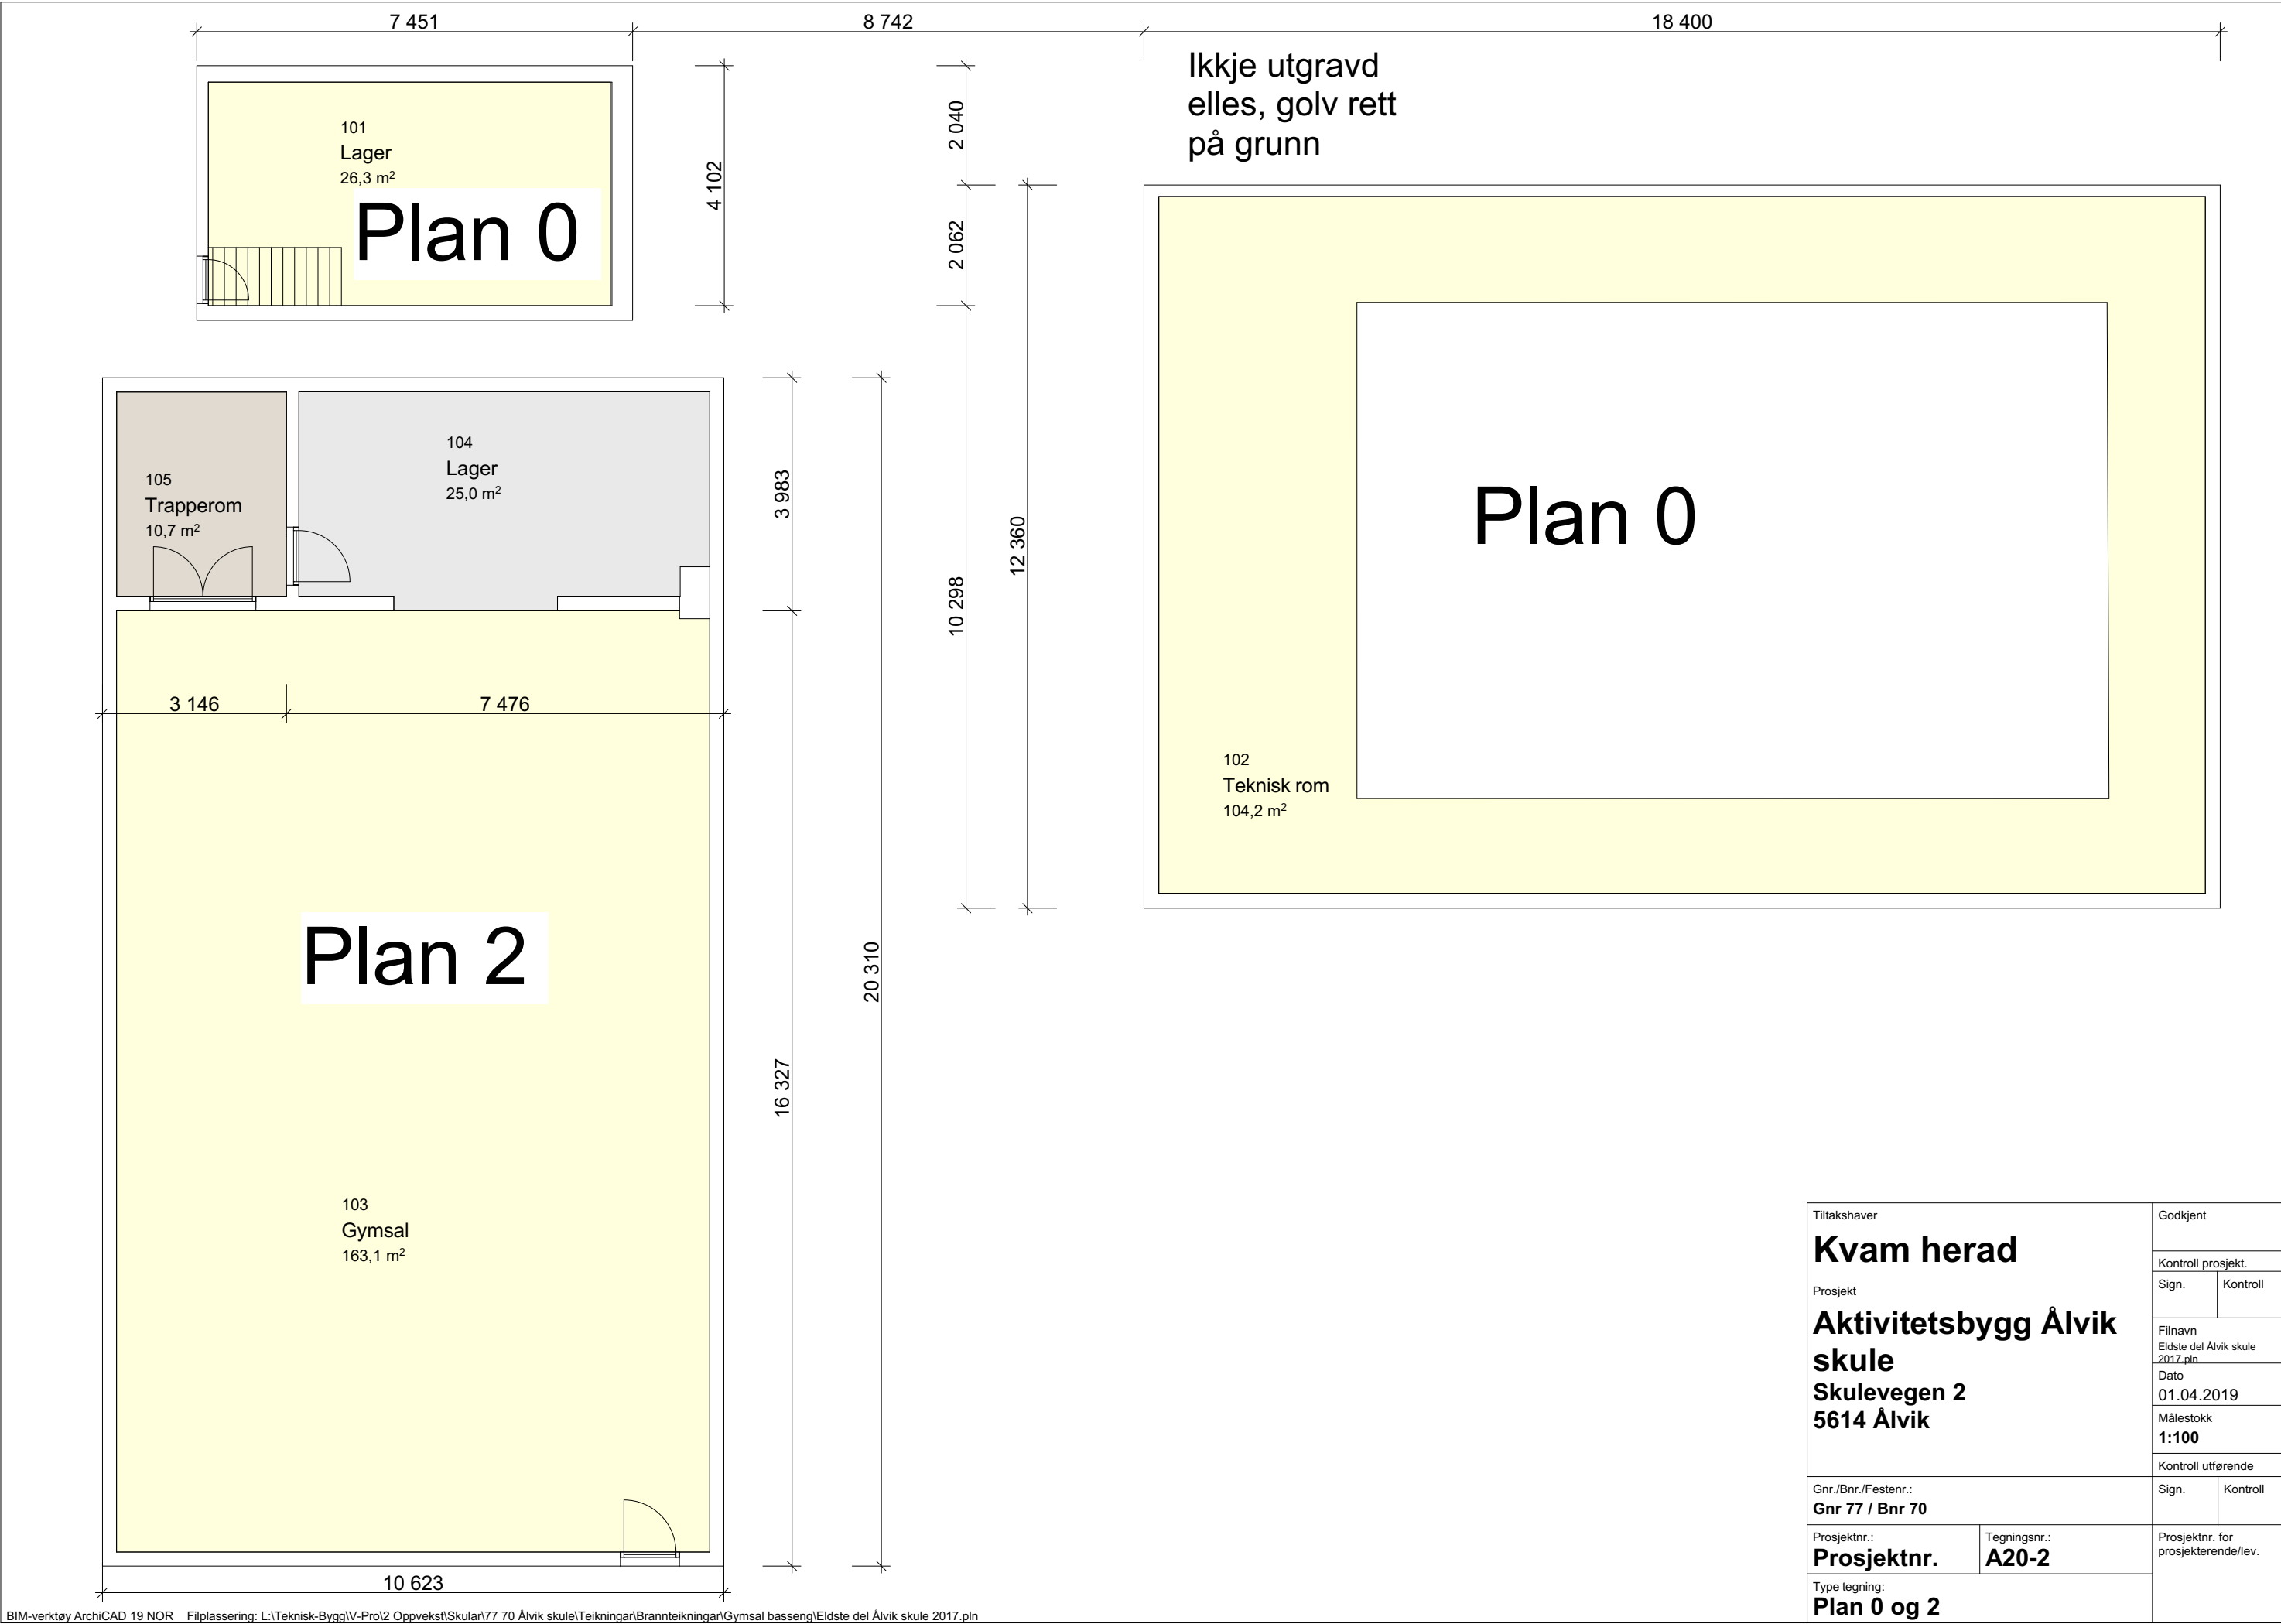 7 451
8 742
18 400
Ikkje utgravd
elles, golv rett
på grunn
101
Lager
26,3 m²
Plan 0
4 102
2 040
2 062
10 298
12 360
105
Trapperom
10,7 m²
104
Lager
25,0 m²
3 983
3 146
7 476
Plan 0
102
Teknisk rom
104,2 m²
Plan 2
20 310
16 327
103
Gymsal
163,1 m²
10 623
Tiltakshaver
Kvam herad
Prosjekt
Aktivitetsbygg Ålvik
skule
Skulevegen 2
5614 Ålvik
Gnr./Bnr./Festenr.:
Gnr 77 / Bnr 70
Prosjektnr.:
Prosjektnr.
Tegningsnr.:
A20-2
Type tegning:
Plan 0 og 2
Godkjent
Kontroll prosjekt.
Sign.
Kontroll
Filnavn
Eldste del Ålvik skule
2017.pln
Dato
01.04.2019
Målestokk
1:100
Kontroll utførende
Sign.
Kontroll
Prosjektnr. for
prosjekterende/lev.
BIM-verktøy ArchiCAD 19 NOR Filplassering: L:\Teknisk-Bygg\V-Pro\2 Oppvekst\Skular\77 70 Ålvik skule\Teikningar\Brannteikningar\Gymsal basseng\Eldste del Ålvik skule 2017.pln